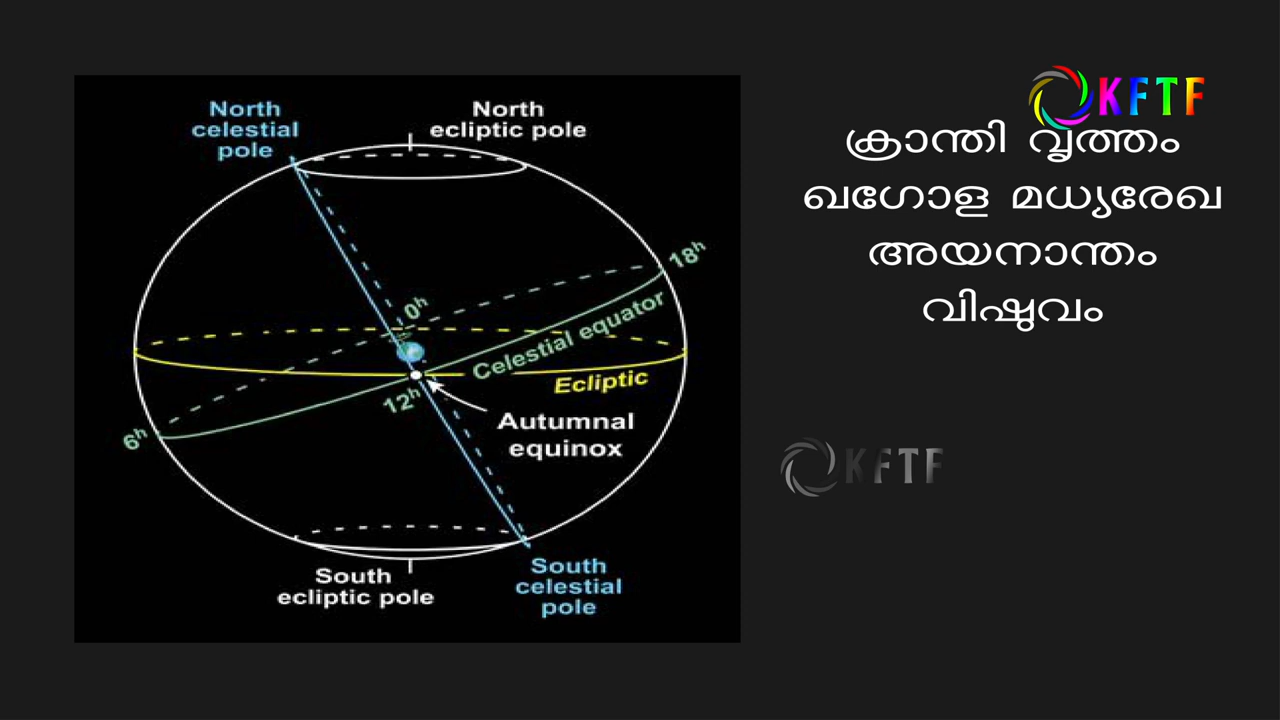 North
celestial
pole
North
ecliptic pole
18h
0h
Celestial equator
Ecliptic
12h
6h
Autumnal
equinox
South
ecliptic pole
South
celestial
pole
KFTF
ക്രാന്തി വൃത്തം
ഖഗോള മധ്യരേഖ
അയനാന്തം
വിഷുവം
KFTF